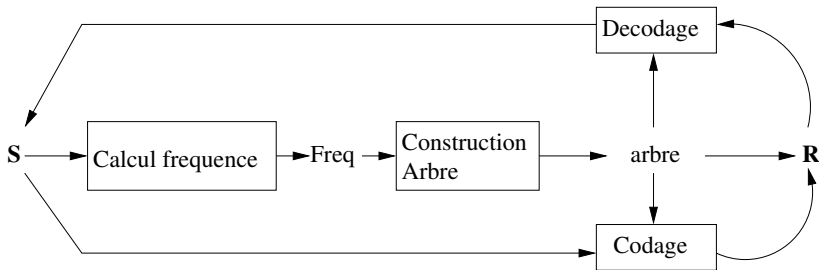 Decodage
S
Calcul frequence
Freq
Construction
Arbre
arbre
R
Codage